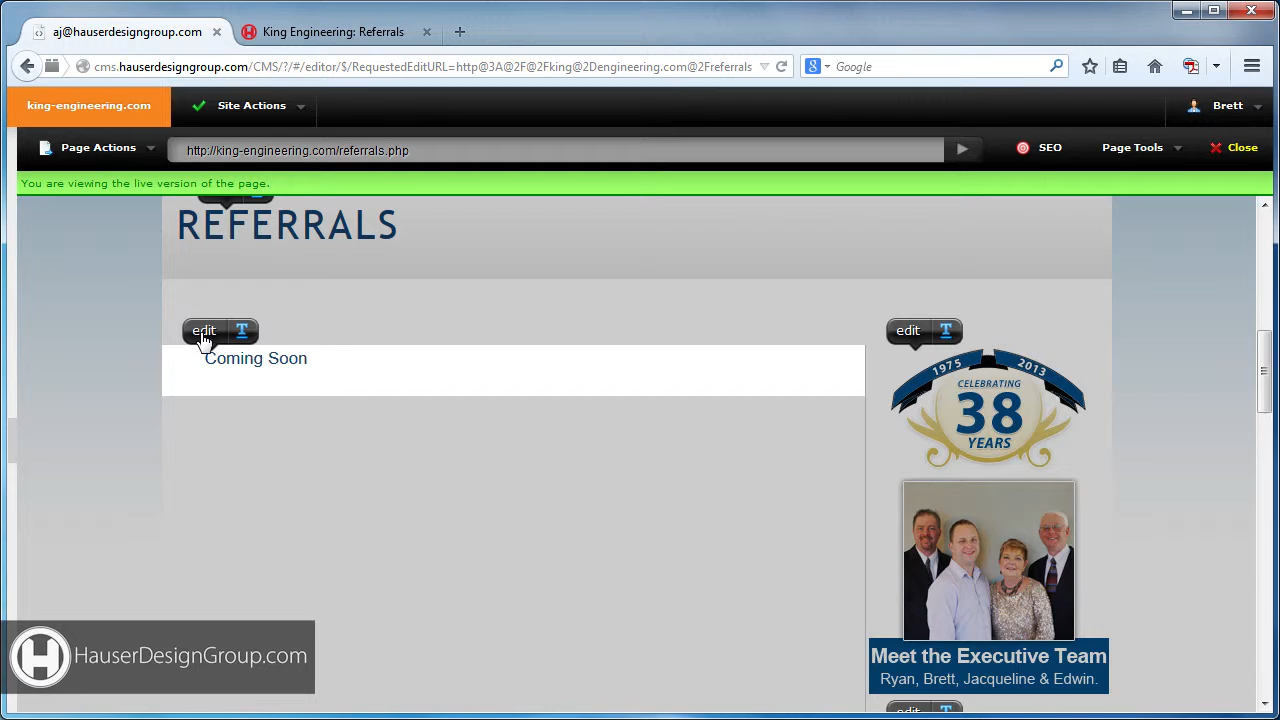 aj@hauserdesigngroup.com
King Engineering: Referrals
cms.hauserdesigngroup.com/CMS/?/#/editor/$/RequestedEditURL=http@3A@2F@2Fking@2Dengineering.com@2Freferrals
Google
king-engineering.com
Site Actions
Brett
Page Actions
http://king-engineering.com/referrals.php
SEO
Page Tools
Close
You are viewing the live version of the page.
REFERRALS
edit T
edit T
Coming Soon
1975 2013
CELEBRATING
38
YEARS
Meet the Executive Team
Ryan, Brett, Jacqueline & Edwin.
edit T
HauserDesignGroup.com